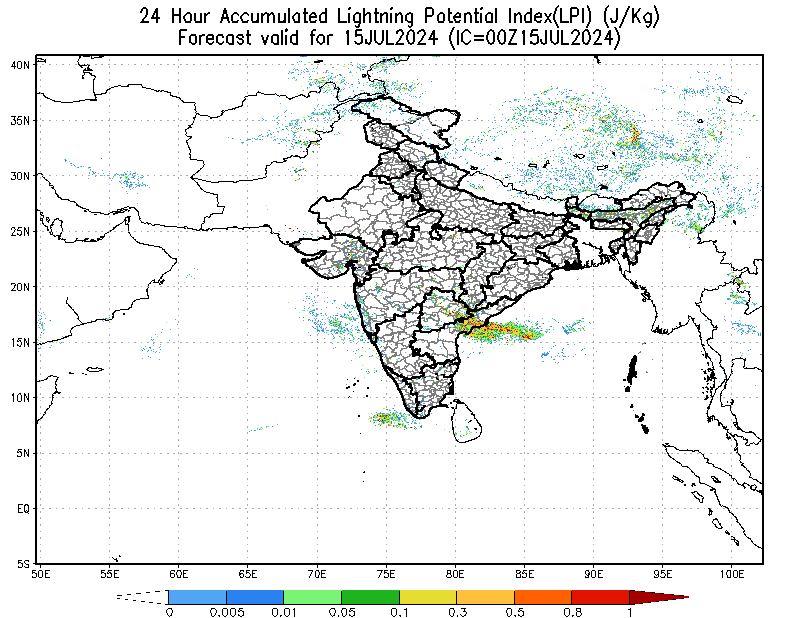 24 Hour Accumulated Lightning Potential Index(LPI) (J/Kg)
Forecast valid for 15JUL2024 (IC=00Z15JUL2024)
40N
35N
30N
25N
20N
15N
10N
5N
EQ
5S
50E 55E 60E 65E 70E 75E 80E 85E 90E 95E 100E
0 0.005 0.01 0.05 0.1 0.3 0.5 0.8 1